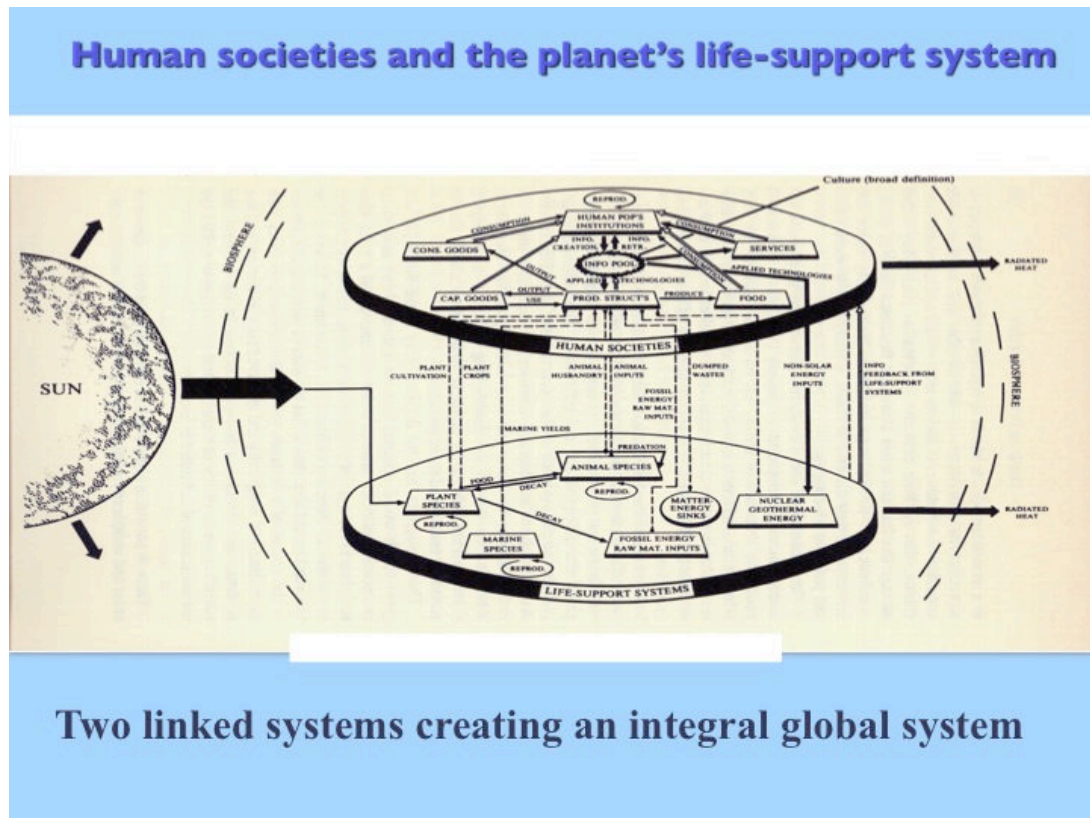 Human societies and the planet's life-support system
Culture (broad definition)
REPROD.
HUMAN POP'S
INSTITUTIONS
CONSUMPTION
CONSUMPTION
CONS. GOODS
INFO. CREATION
INFO. RETR.
SERVICES
INFO POOL
CONSUMPTION
APPLIED TECHNOLOGIES
OUTPUT
APPLIED TECHNOLOGIES
CAP. GOODS
OUTPUT
USE
PROD. STRUCT'S
PRODUCE
FOOD
HUMAN SOCIETIES
BIOSPHERE
RADIATED
HEAT
SUN
PLANT
CULTIVATION
PLANT
CROPS
ANIMAL
HUSBANDRY
ANIMAL
INPUTS
DUMPED
WASTES
NON-SOLAR
ENERGY
INPUTS
INFO
FEEDBACK FROM
LIFE-SUPPORT
SYSTEMS
BIOSPHERE
FOSSIL
ENERGY
RAW MAT.
INPUTS
MARINE YIELDS
PREDATION
ANIMAL SPECIES
FOOD
DECAY
REPROD.
PLANT
SPECIES
REPROD.
DECAY
MATTER-
ENERGY
SINKS
NUCLEAR
GEOTHERMAL
ENERGY
RADIATED
HEAT
MARINE
SPECIES
REPROD.
FOSSIL ENERGY
RAW MAT. INPUTS
LIFE-SUPPORT SYSTEMS
Two linked systems creating an integral global system